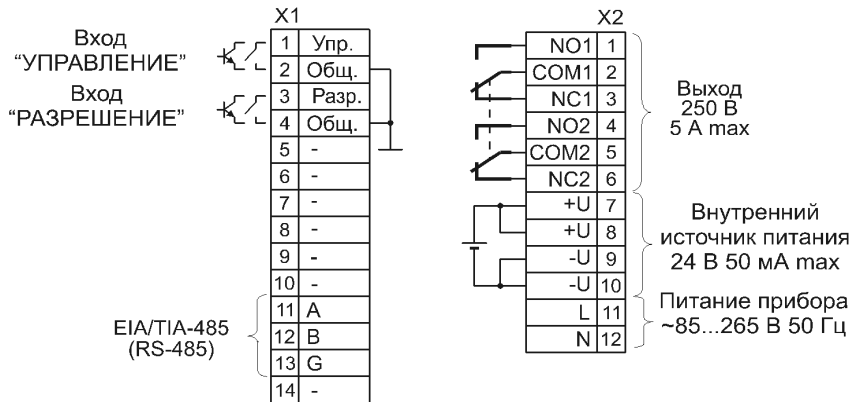 X1
Вход
“УПРАВЛЕНИЕ”
Вход
“РАЗРЕШЕНИЕ”
1 Упр.
2 Общ.
3 Разр.
4 Общ.
5 -
6 -
7 -
8 -
9 -
10 -
11 A
12 B
13 G
14 -
EIA/TIA-485
(RS-485)
X2
NO1 1
COM1 2
NC1 3
NO2 4
COM2 5
NC2 6
+U 7
+U 8
-U 9
-U 10
L 11
N 12
Выход
250 В
5 А max
Внутренний
источник питания
24 В 50 мА max
Питание прибора
~85...265 В 50 Гц